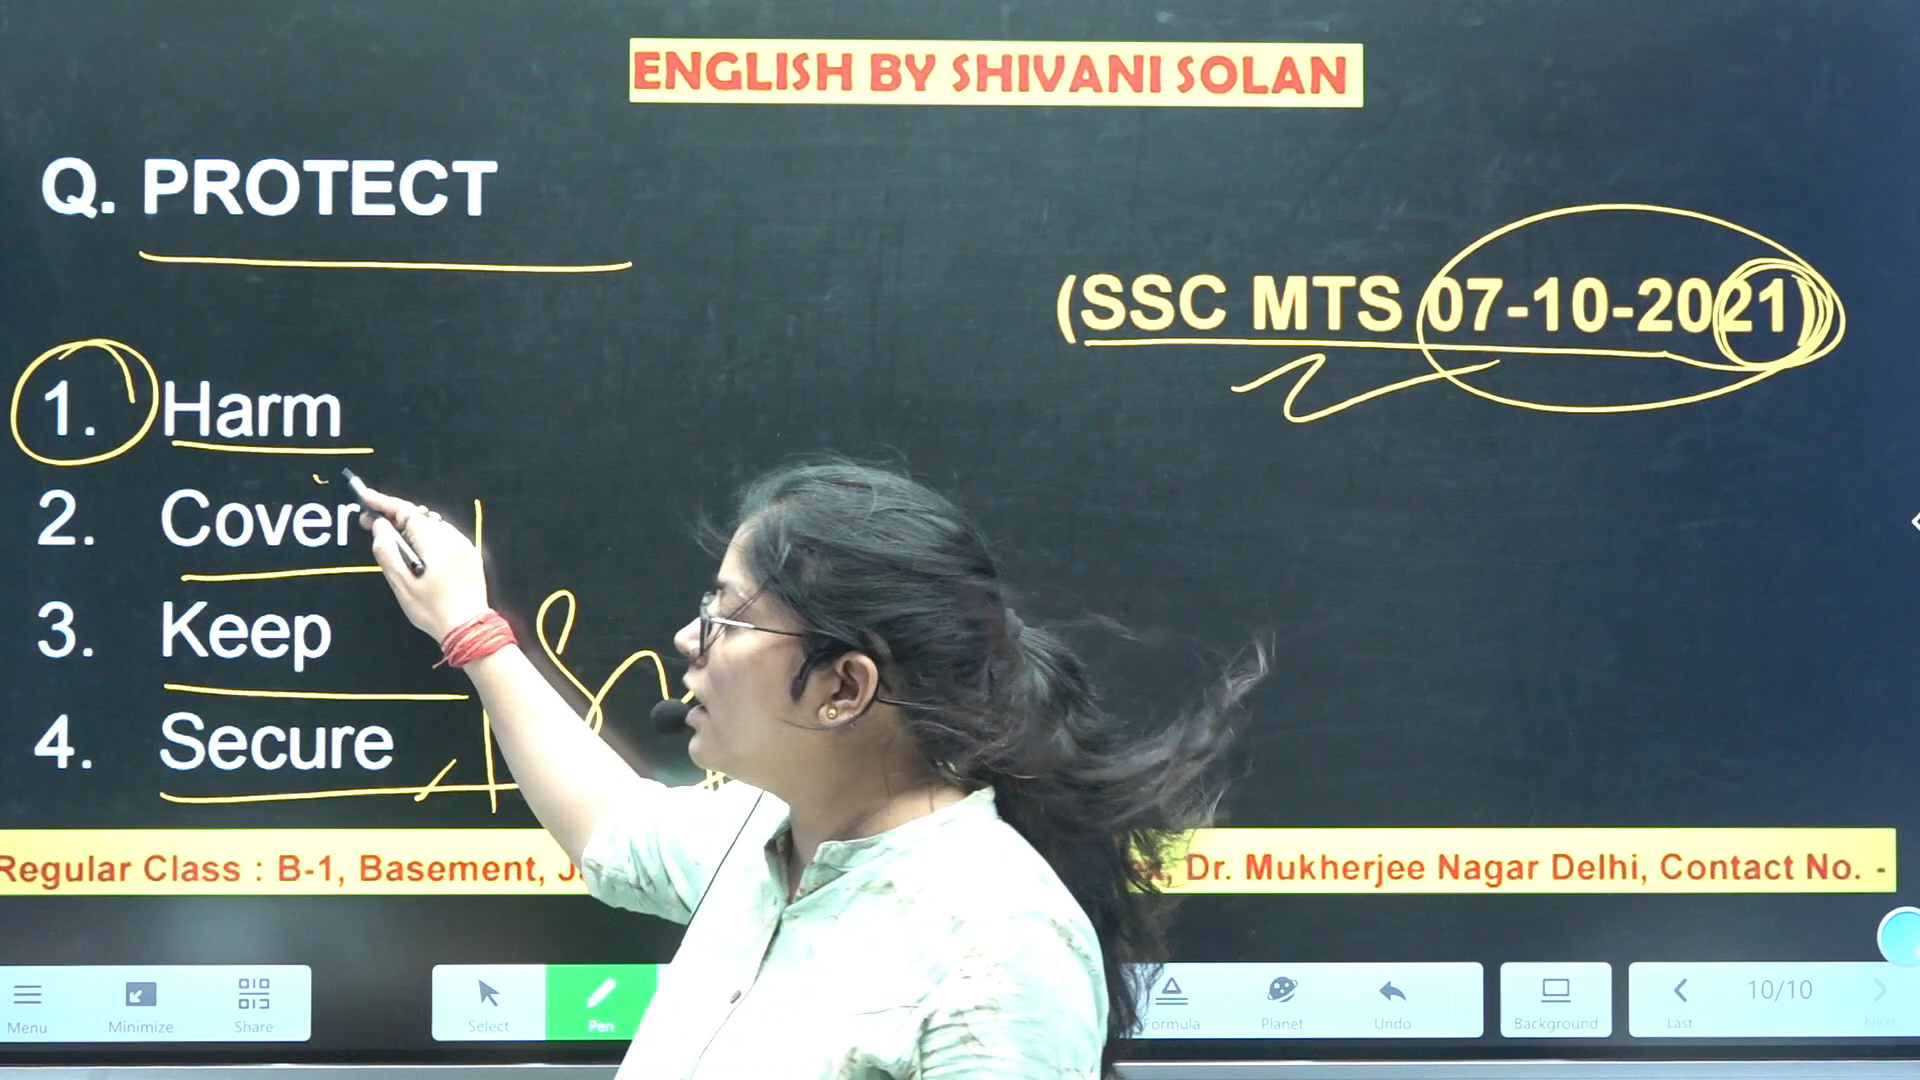 ENGLISH BY SHIVANI SOLAN
Q. PROTECT
(SSC MTS 07-10-2021)
1. Harm
2. Cover
3. Keep
4. Secure
Regular Class : B-1, Basement, Dr. Mukherjee Nagar Delhi, Contact No. -
Menu Minimize Share Select Pen Formula Planet Undo Background Last 10/10 Next